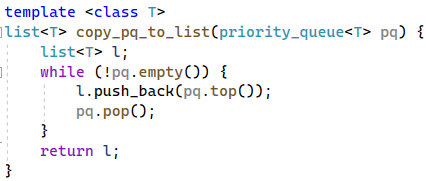 template <class T>
list<T> copy_pq_to_list(priority_queue<T> pq) {
    list<T> l;
    while (!pq.empty()) {
        l.push_back(pq.top());
        pq.pop();
    }
    return l;
}